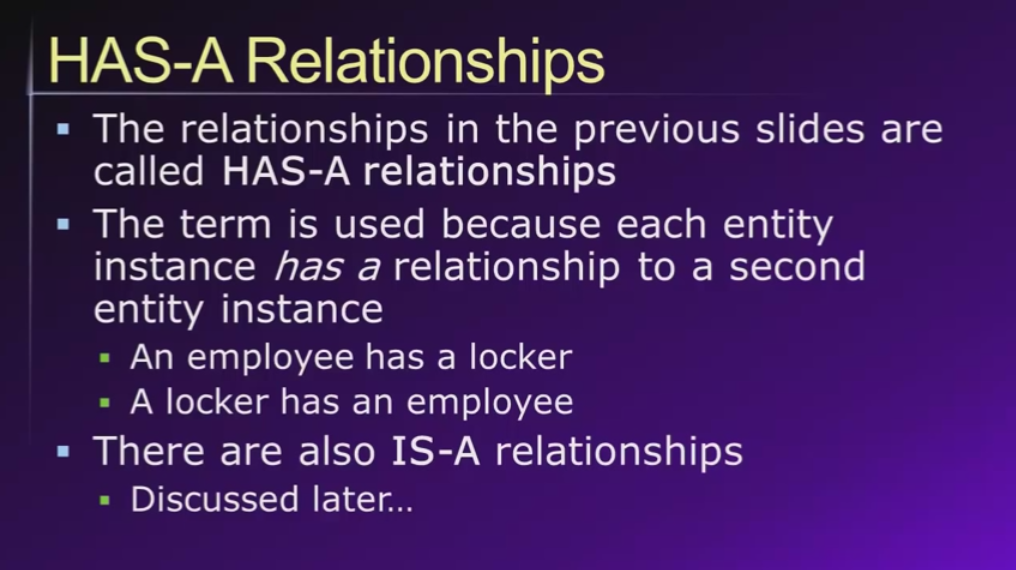 HAS-A Relationships
The relationships in the previous slides are
called HAS-A relationships
The term is used because each entity
instance has a relationship to a second
entity instance
An employee has a locker
A locker has an employee
There are also IS-A relationships
Discussed later…